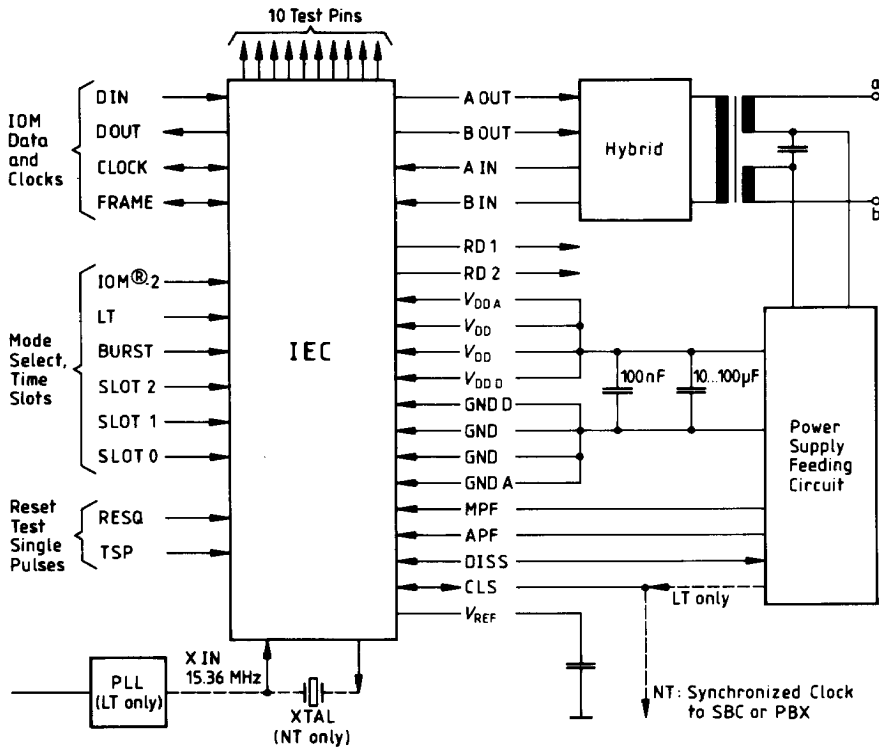 10 Test Pins
IOM
Data
and
Clocks
DIN
DOUT
CLOCK
FRAME
Mode
Select,
Time
Slots
IOM®-2
LT
BURST
SLOT 2
SLOT 1
SLOT 0
Reset
Test
Single
Pulses
RESQ
TSP
IEC
A OUT
B OUT
A IN
B IN
RD 1
RD 2
VDDA
VDD
VDD
VDDD
GND D
GND
GND
GND A
MPF
APF
DISS
CLS
VREF
Hybrid
a
b
100nF
10...100µF
Power
Supply
Feeding
Circuit
LT only
X IN
15.36 MHz
PLL
(LT only)
XTAL
(NT only)
NT: Synchronized Clock
to SBC or PBX